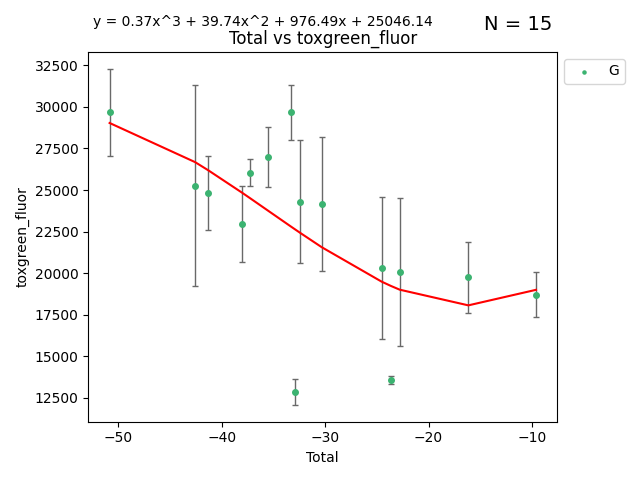 y = 0.37x^3 + 39.74x^2 + 976.49x + 25046.14
N = 15
Total vs toxgreen_fluor
G
toxgreen_fluor
32500
30000
27500
25000
22500
20000
17500
15000
12500
−50
−40
−30
−20
−10
Total